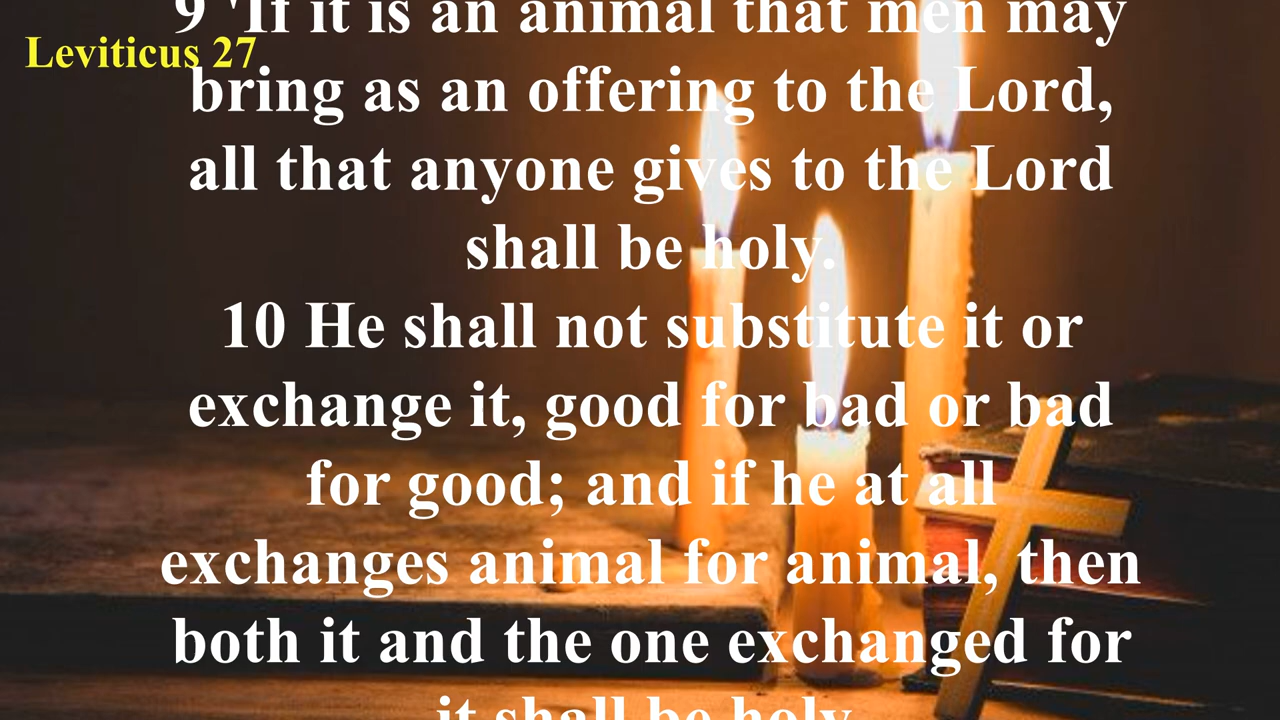 Leviticus 27
9 'If it is an animal that men may
bring as an offering to the Lord,
all that anyone gives to the Lord
shall be holy.
10 He shall not substitute it or
exchange it, good for bad or bad
for good; and if he at all
exchanges animal for animal, then
both it and the one exchanged for
it shall be holy